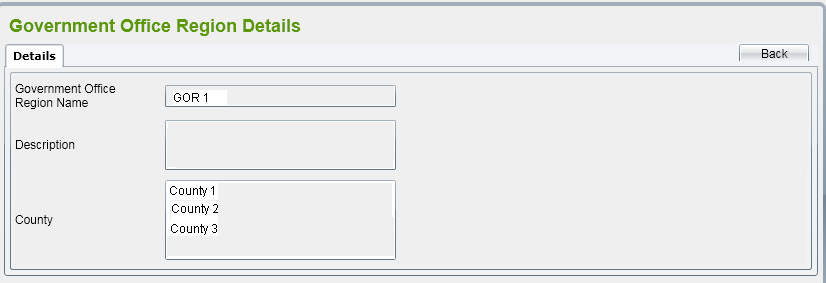 Government Office Region Details
Details
Back
Government Office
Region Name
GOR 1
Description
County
County 1
County 2
County 3